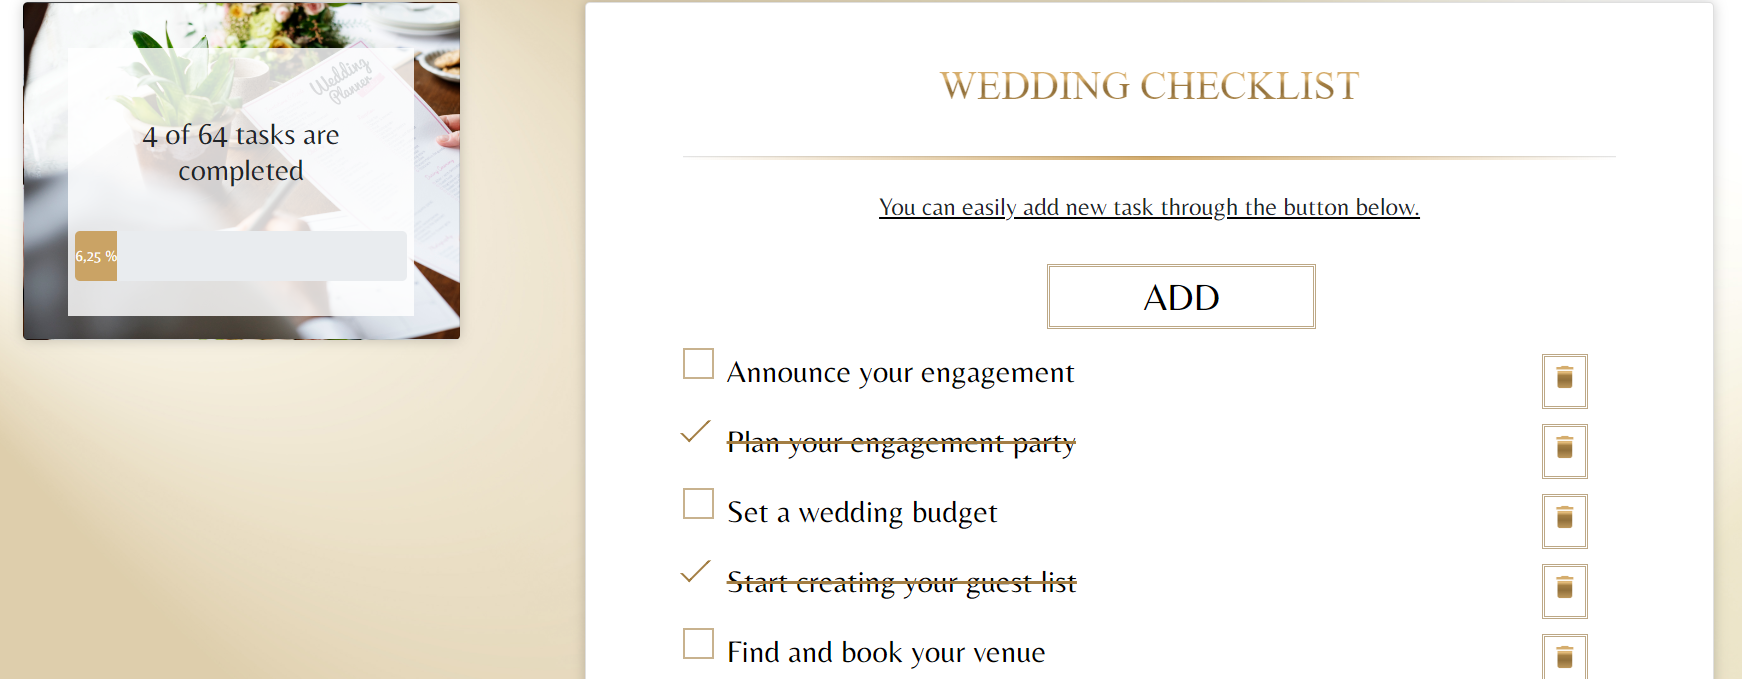 Wedding
Planner
4 of 64 tasks are
completed
6,25 %
WEDDING CHECKLIST
You can easily add new task through the button below.
ADD
Announce your engagement
Plan your engagement party
Set a wedding budget
Start creating your guest list
Find and book your venue